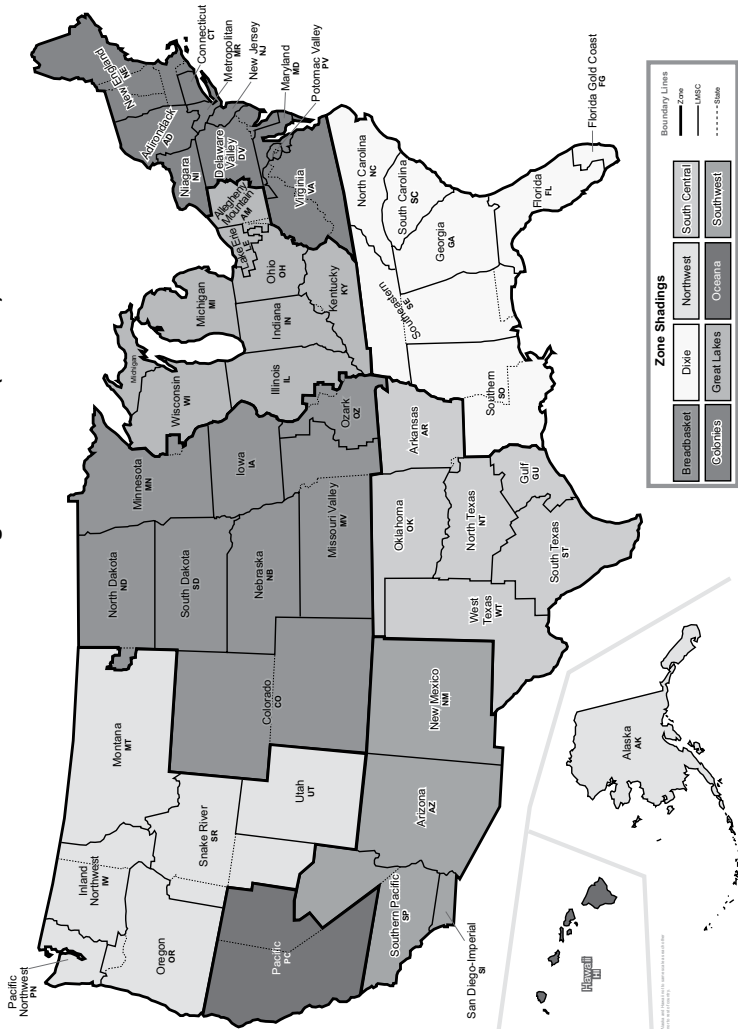 Pacific
Northwest
PN
Inland
Northwest
IW
Montana
MT
Oregon
OR
Snake River
SR
Utah
UT
Pacific
PC
Southern Pacific
SP
San Diego-Imperial
SI
Colorado
CO
Arizona
AZ
New Mexico
NM
North Dakota
ND
South Dakota
SD
Nebraska
NB
Missouri Valley
MV
Minnesota
MN
Iowa
IA
Ozark
OZ
Oklahoma
OK
Arkansas
AR
West
Texas
WT
North Texas
NT
South Texas
ST
Gulf
GU
Wisconsin
WI
Michigan
Michigan
MI
Illinois
IL
Indiana
IN
Ohio
OH
Lake Erie
LE
Kentucky
KY
Allegheny
Mountain
AM
Niagara
NI
Adirondack
AD
New England
NE
Connecticut
CT
Metropolitan
MR
New Jersey
NJ
Maryland
MD
Potomac Valley
PV
Delaware
Valley
DV
Virginia
VA
North Carolina
NC
South Carolina
SC
Georgia
GA
Southeastern
SE
Southern
SO
Florida
FL
Florida Gold Coast
FG
Alaska
AK
Hawaii
HI
Zone Shadings
Breadbasket
Dixie
Northwest
South Central
Colonies
Great Lakes
Oceana
Southwest
Boundary Lines
Zone
LMSC
State